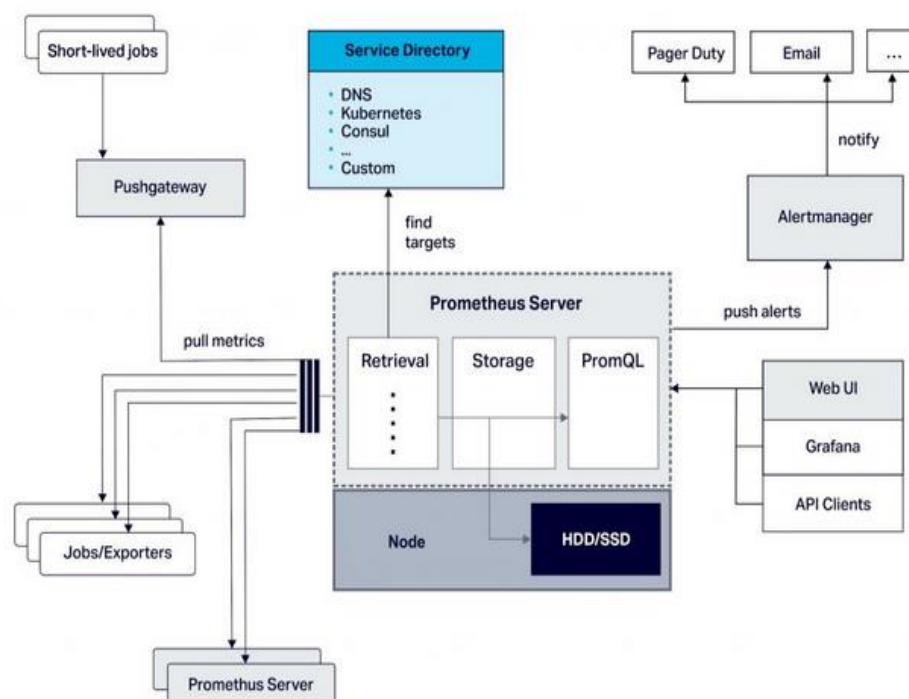 Short-lived jobs
Service Directory
• DNS
• Kubernetes
• Consul
• ...
• Custom
Pager Duty
Email
...
notify
Pushgateway
Alertmanager
find
targets
Prometheus Server
push alerts
pull metrics
Retrieval
Storage
PromQL
Web UI
Grafana
API Clients
Jobs/Exporters
Node
HDD/SSD
Promethus Server